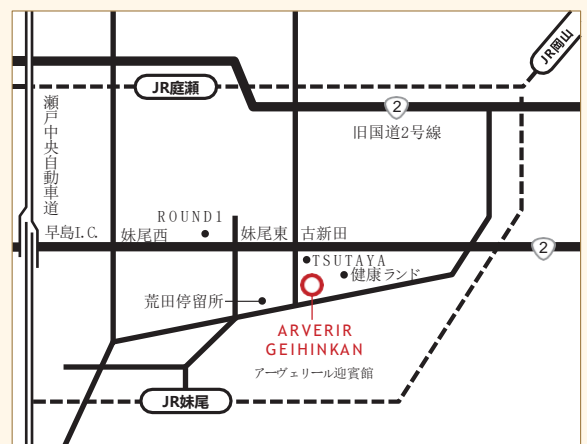 JR岡山
JR庭瀬
2
旧国道2号線
瀬戸中央自動車道
ROUND1
早島I.C.
妹尾西
妹尾東
古新田
2
TSUTAYA
健康ランド
荒田停留所
ARVERIR
GEIHINKAN
アーヴェリール迎賓館
JR妹尾